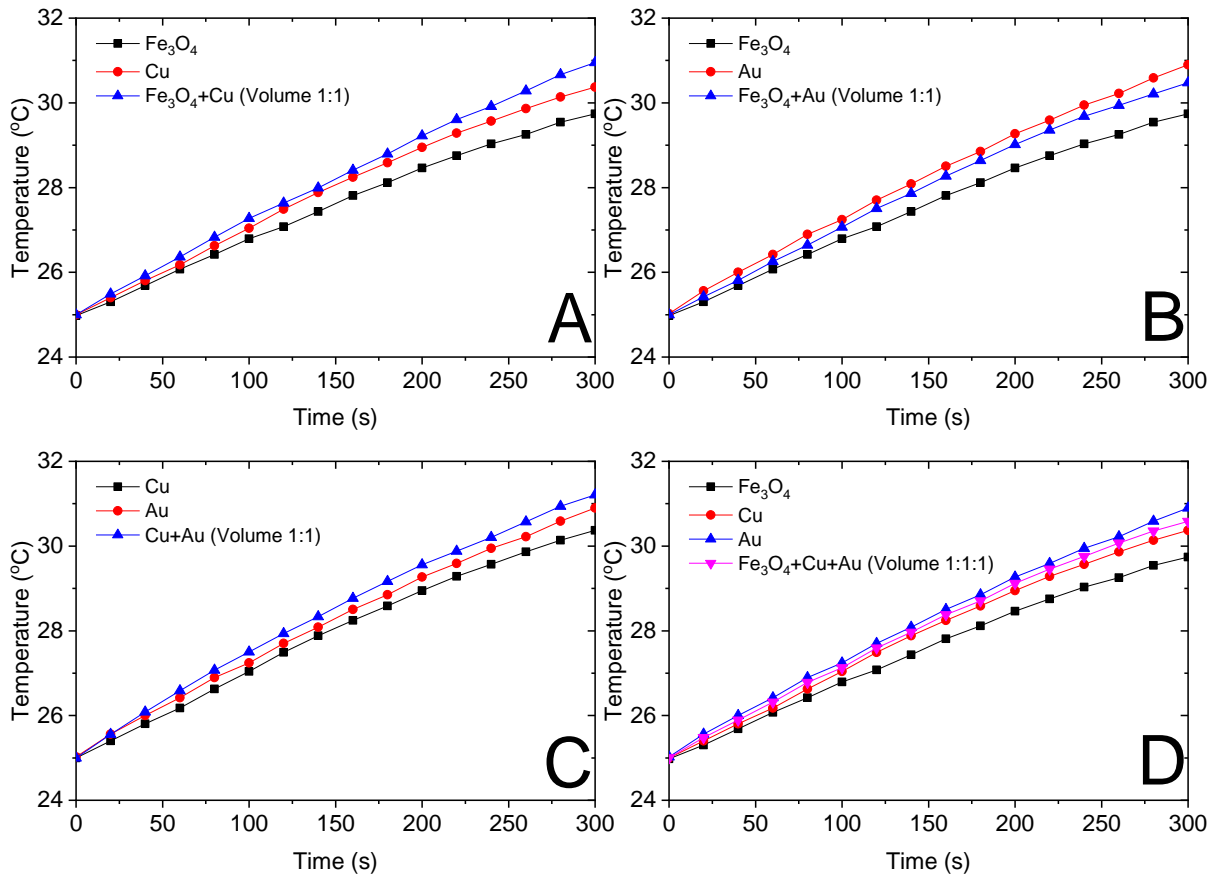 32
30
28
26
24
Temperature (°C)
Fe₃O₄
Cu
Fe₃O₄+Cu (Volume 1:1)
A
0 50 100 150 200 250 300
Time (s)
32
30
28
26
24
Temperature (°C)
Fe₃O₄
Au
Fe₃O₄+Au (Volume 1:1)
B
0 50 100 150 200 250 300
Time (s)
32
30
28
26
24
Temperature (°C)
Cu
Au
Cu+Au (Volume 1:1)
C
0 50 100 150 200 250 300
Time (s)
32
30
28
26
24
Temperature (°C)
Fe₃O₄
Cu
Au
Fe₃O₄+Cu+Au (Volume 1:1:1)
D
0 50 100 150 200 250 300
Time (s)